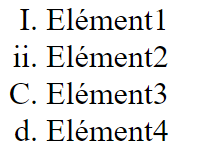 I. Elément1
ii. Elément2
C. Elément3
d. Elément4